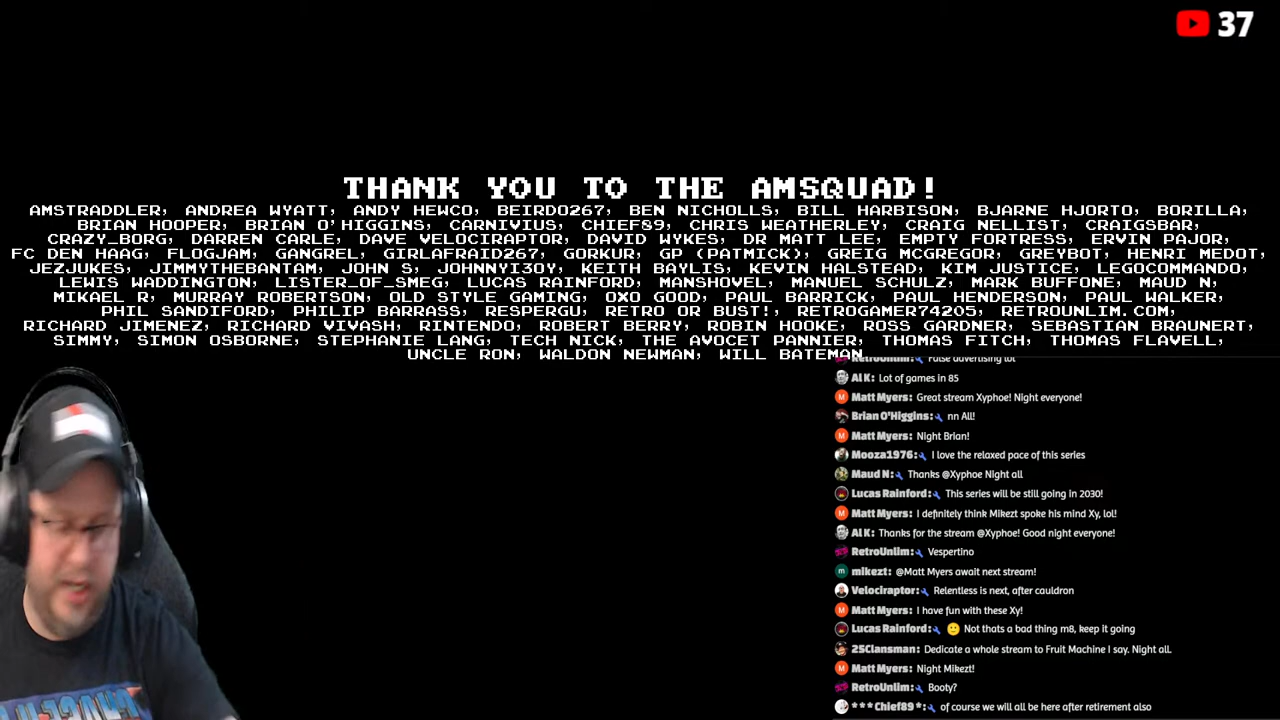 37
THANK YOU TO THE AMSQUAD!
AMSTRADDLER, ANDREA WYATT, ANDY HEWCO, BEIRDO267, BEN NICHOLLS, BILL HARBISON, BJARNE HJORTO, BORILLA,
BRIAN HOOPER, BRIAN O'HIGGINS, CARNIVIUS, CHIEF89, CHRIS WEATHERLEY, CRAIG NELLIST, CRAIGSBAR,
CRAZY_BORG, DARREN CARLE, DAVE VELOCIRAPTOR, DAVID WYKES, DR MATT LEE, EMPTY FORTRESS, ERVIN PAJOR,
FC DEN HAAG, FLOGJAM, GANGREL, GIRLAFRAID267, GORKUR, GP (PATMICK), GREIG MCGREGOR, GREYBOT, HENRI MEDOT,
JEZJUKES, JIMMYTHEBANTAM, JOHN S, JOHNNYI3OY, KEITH BAYLIS, KEVIN HALSTEAD, KIM JUSTICE, LEGOCOMMANDO,
LEWIS WADDINGTON, LISTER_OF_SMEG, LUCAS RAINFORD, MANSHOVEL, MANUEL SCHULZ, MARK BUFFONE, MAUD N,
MIKAEL R, MURRAY ROBERTSON, OLD STYLE GAMING, OXO GOOD, PAUL BARRICK, PAUL HENDERSON, PAUL WALKER,
PHIL SANDIFORD, PHILIP BARRASS, RESPERGU, RETRO OR BUST!, RETROGAMER74205, RETROUNLIM.COM,
RICHARD JIMENEZ, RICHARD VIVASH, RINTENDO, ROBERT BERRY, ROBIN HOOKE, ROSS GARDNER, SEBASTIAN BRAUNERT,
SIMMY, SIMON OSBORNE, STEPHANIE LANG, TECH NICK, THE AVOCET PANNIER, THOMAS FITCH, THOMAS FLAVELL,
UNCLE RON, WALDON NEWMAN, WILL BATEMAN
RetroUnlim: False advertising lol
Al K: Lot of games in 85
Matt Myers: Great stream Xyphoe! Night everyone!
Brian O'Higgins: nn All!
Matt Myers: Night Brian!
Mooza1976: I love the relaxed pace of this series
Maud N: Thanks @Xyphoe Night all
Lucas Rainford: This series will be still going in 2030!
Matt Myers: I definitely think Mikezt spoke his mind Xy, lol!
Al K: Thanks for the stream @Xyphoe! Good night everyone!
RetroUnlim: Vespertino
mikezt: @Matt Myers await next stream!
Velociraptor: Relentless is next, after cauldron
Matt Myers: I have fun with these Xy!
Lucas Rainford: Not thats a bad thing m8, keep it going
25Clansman: Dedicate a whole stream to Fruit Machine I say. Night all.
Matt Myers: Night Mikezt!
RetroUnlim: Booty?
***Chief89*: of course we will all be here after retirement also